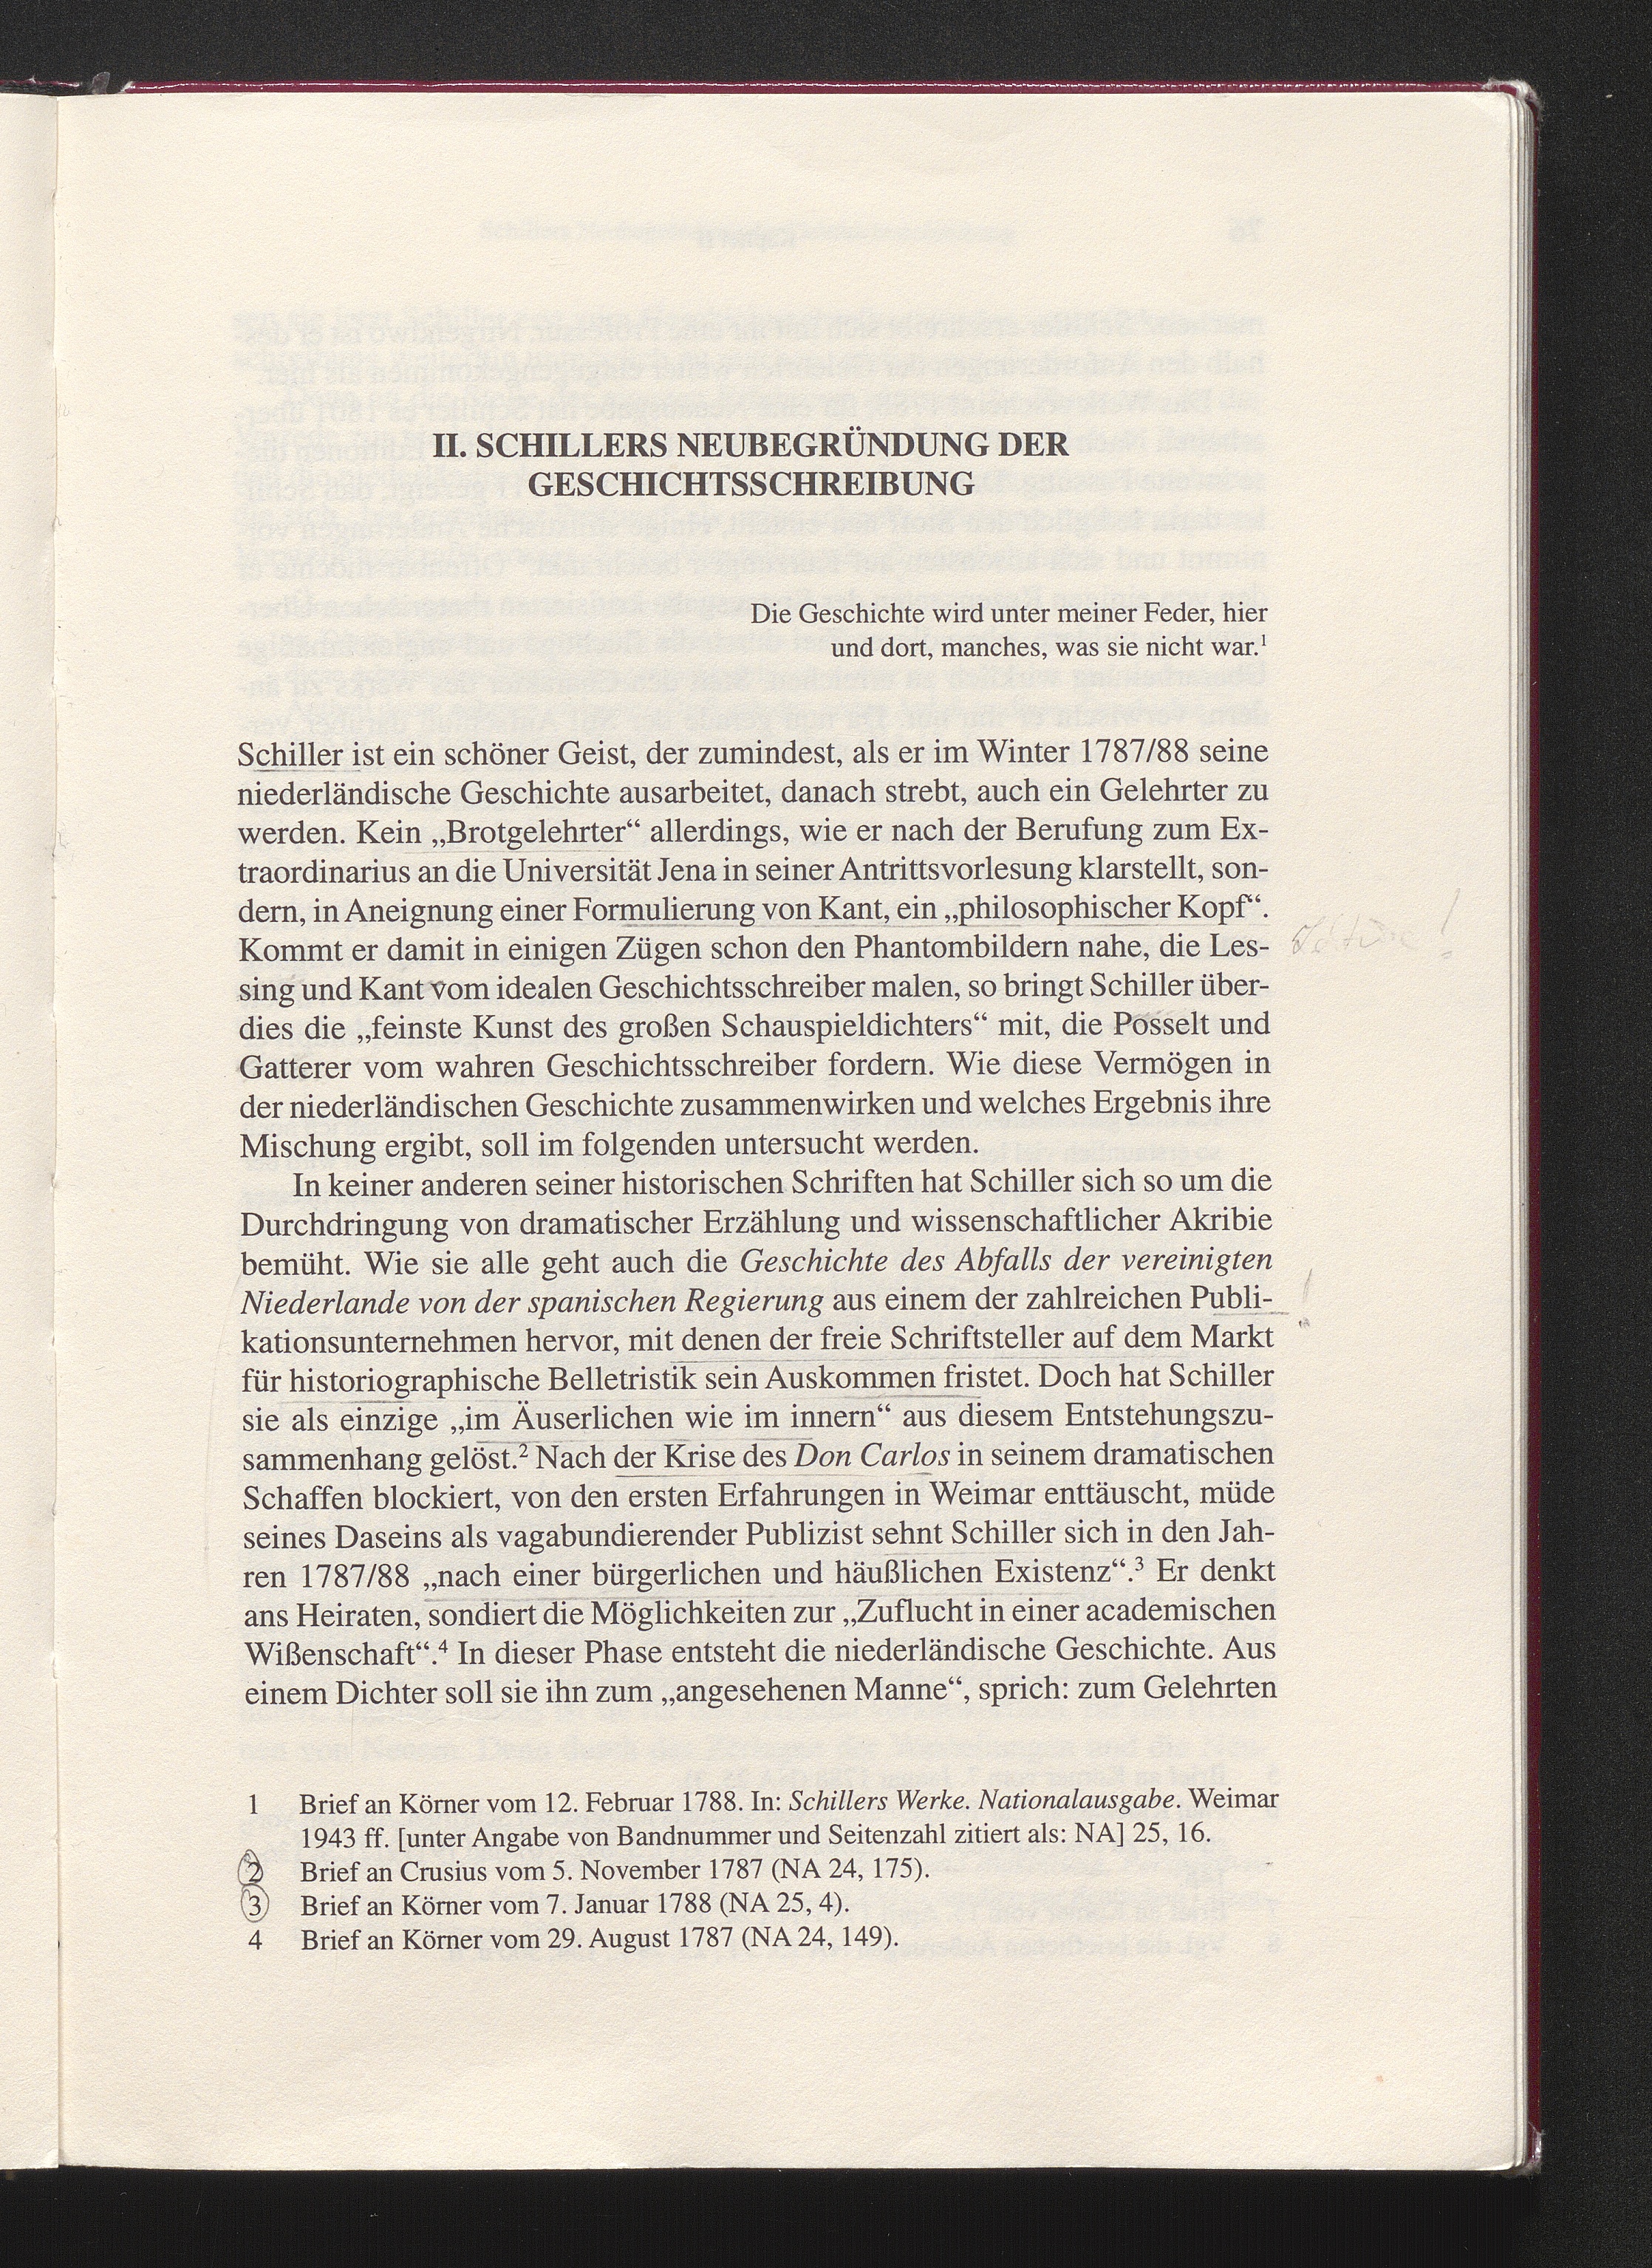 II. SCHILLERS NEUBEGRÜNDUNG DER
GESCHICHTSSCHREIBUNG
Die Geschichte wird unter meiner Feder, hier
und dort, manches, was sie nicht war.¹
Schiller ist ein schöner Geist, der zumindest, als er im Winter 1787/88 seine
niederländische Geschichte ausarbeitet, danach strebt, auch ein Gelehrter zu
werden. Kein „Brotgelehrter“ allerdings, wie er nach der Berufung zum Ex-
traordinarius an die Universität Jena in seiner Antrittsvorlesung klarstellt, son-
dern, in Aneignung einer Formulierung von Kant, ein „philosophischer Kopf“.
Kommt er damit in einigen Zügen schon den Phantombildern nahe, die Les-
sing und Kant vom idealen Geschichtsschreiber malen, so bringt Schiller über-
dies die „feinste Kunst des großen Schauspieldichters“ mit, die Posselt und
Gatterer vom wahren Geschichtsschreiber fordern. Wie diese Vermögen in
der niederländischen Geschichte zusammenwirken und welches Ergebnis ihre
Mischung ergibt, soll im folgenden untersucht werden.
In keiner anderen seiner historischen Schriften hat Schiller sich so um die
Durchdringung von dramatischer Erzählung und wissenschaftlicher Akribie
bemüht. Wie sie alle geht auch die Geschichte des Abfalls der vereinigten
Niederlande von der spanischen Regierung aus einem der zahlreichen Publi-
kationsunternehmen hervor, mit denen der freie Schriftsteller auf dem Markt
für historiographische Belletristik sein Auskommen fristet. Doch hat Schiller
sie als einzige „im Äuserlichen wie im innern“ aus diesem Entstehungszu-
sammenhang gelöst.² Nach der Krise des Don Carlos in seinem dramatischen
Schaffen blockiert, von den ersten Erfahrungen in Weimar enttäuscht, müde
seines Daseins als vagabundierender Publizist sehnt Schiller sich in den Jah-
ren 1787/88 „nach einer bürgerlichen und häußlichen Existenz“.³ Er denkt
ans Heiraten, sondiert die Möglichkeiten zur „Zuflucht in einer academischen
Wißenschaft“.⁴ In dieser Phase entsteht die niederländische Geschichte. Aus
einem Dichter soll sie ihn zum „angesehenen Manne“, sprich: zum Gelehrten
1 Brief an Körner vom 12. Februar 1788. In: Schillers Werke. Nationalausgabe. Weimar
1943 ff. [unter Angabe von Bandnummer und Seitenzahl zitiert als: NA] 25, 16.
2 Brief an Crusius vom 5. November 1787 (NA 24, 175).
3 Brief an Körner vom 7. Januar 1788 (NA 25, 4).
4 Brief an Körner vom 29. August 1787 (NA 24, 149).